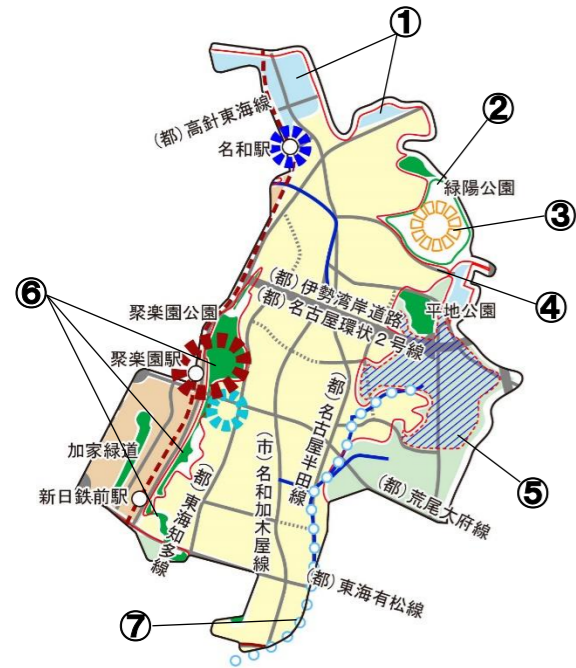 ①
(都)高針東海線
②
名和駅
緑陽公園
③
④
(都)伊勢湾岸道路
(都)名古屋環状2号線
平地公園
⑥
聚楽園公園
聚楽園駅
(都)名古屋半田線
加家緑道
(市)名和加木屋線
⑤
新日鉄前駅
(都)東海知多線
(都)荒尾大府線
(都)東海有松線
⑦